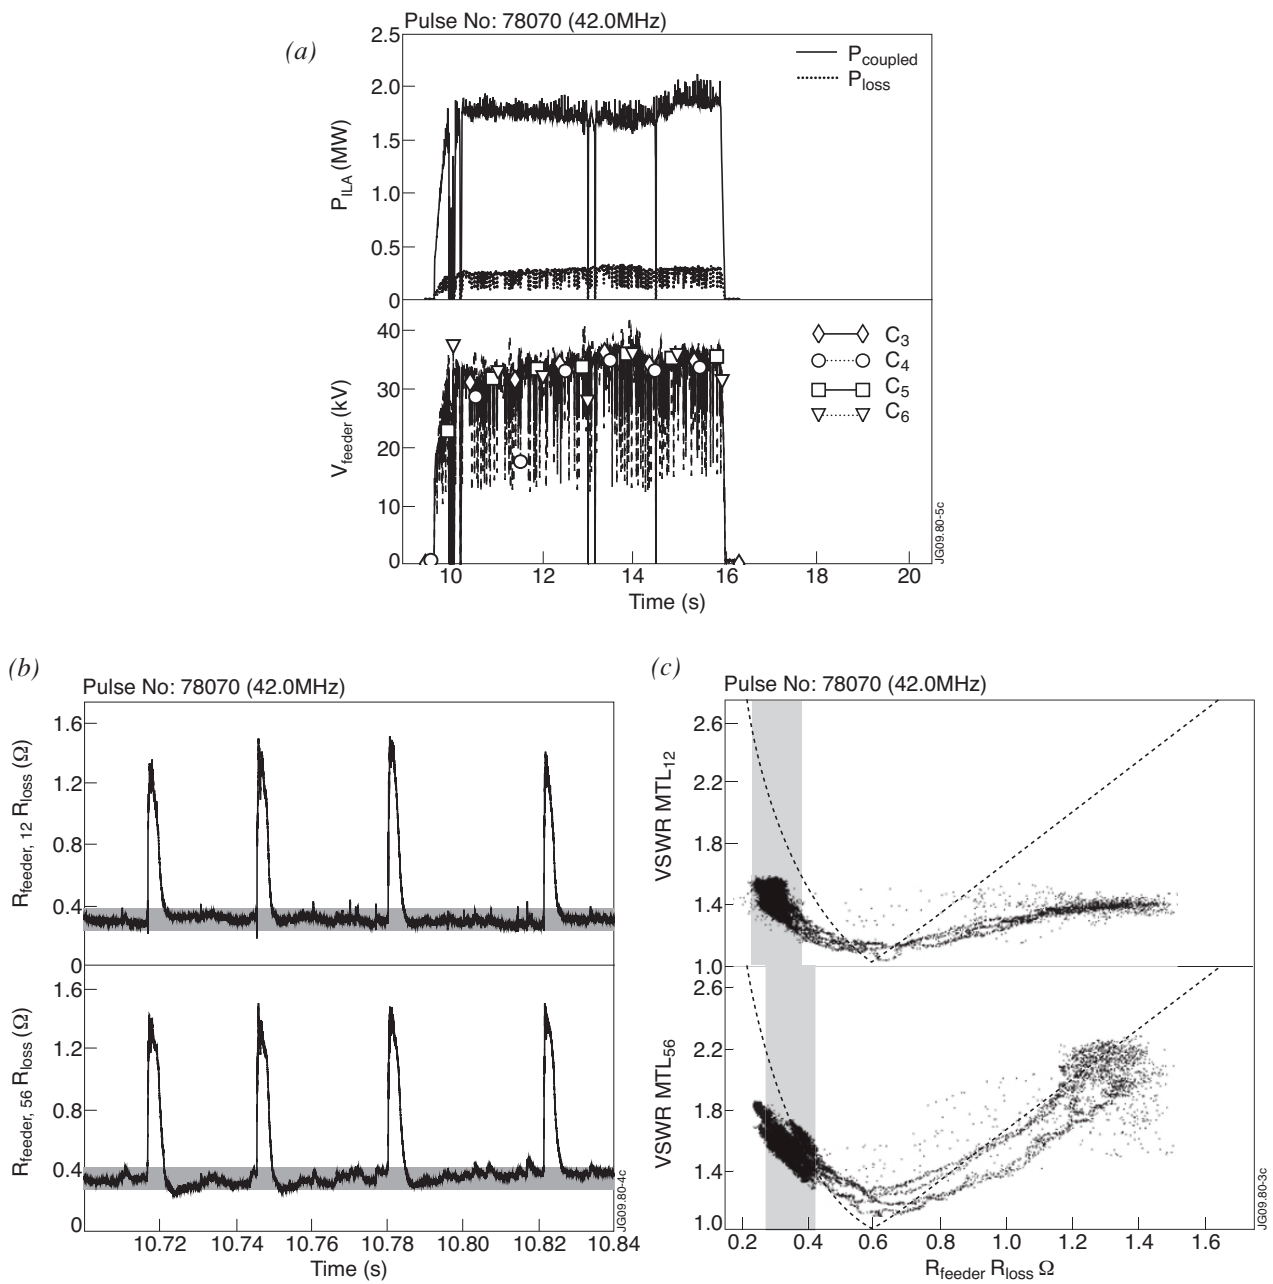 (a)
Pulse No: 78070 (42.0MHz)
P_ILA (MW)
2.5
2.0
1.5
1.0
0.5
0
P_coupled
P_loss
V_feeder (kV)
40
30
20
10
0
C_3
C_4
C_5
C_6
10 12 14 16 18 20
Time (s)
JG09.80-5c
(b)
Pulse No: 78070 (42.0MHz)
R_feeder, 12 R_loss (Ω)
1.6
1.2
0.8
0.4
0
R_feeder, 56 R_loss (Ω)
1.6
1.2
0.8
0.4
0
10.72 10.74 10.76 10.78 10.80 10.82 10.84
Time (s)
JG09.80-4c
(c)
Pulse No: 78070 (42.0MHz)
VSWR MTL_12
2.6
2.2
1.8
1.4
1.0
VSWR MTL_56
2.6
2.2
1.8
1.4
1.0
0.2 0.4 0.6 0.8 1.0 1.2 1.4 1.6
R_feeder R_loss Ω
JG09.80-3c